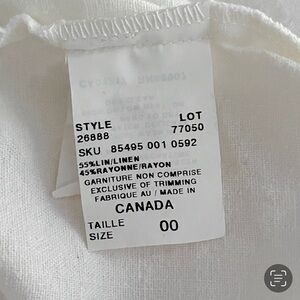 STYLE LOT
26888 77050
SKU 85495 001 0592
55%LIN/LINEN
45%RAYONNE/RAYON
GARNITURE NON COMPRISE
EXCLUSIVE OF TRIMMING
FABRIQUE AU / MADE IN
CANADA
TAILLE
SIZE 00